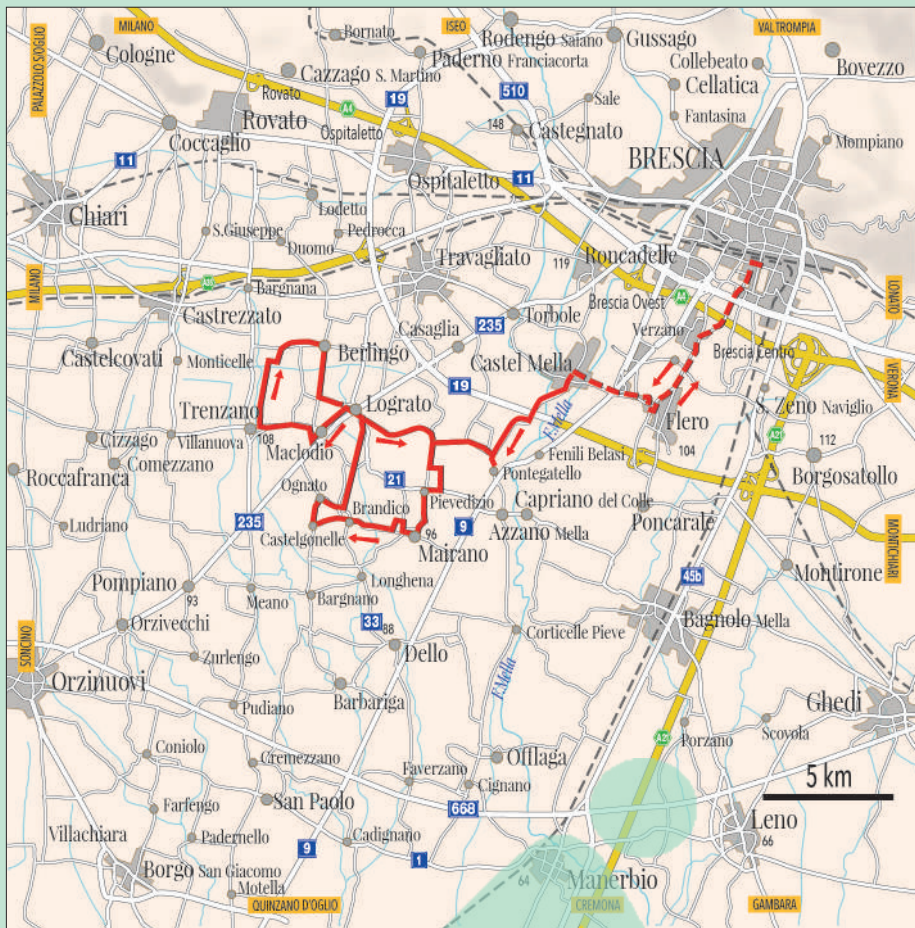 MILANO
ISEO
VAL TROMPIA
Bornato
Rodengo Saiano
Gussago
Cologne
Paderno Franciacorta
Collebeato
Bovezzo
Cazzago S. Martino
510
Cellatica
PALAZZOLO S/OGLIO
Rovato
19
Sale
A4
148
Castegnato
Fantasina
Mompiano
Rovato
Ospitaletto
Coccaglio
BRESCIA
11
Ospitaletto
11
Chiari
Lodetto
S.Giuseppe
Pedrocca
Duomo
Travagliato
119
Roncadelle
MILANO
Bargnana
Brescia Ovest
A4
LONATO
Castrezzato
Torbole
Verzano
Casaglia
235
Castelcovati
Monticelle
Berlingo
Castel Mella
Brescia Centro
VERONA
19
Trenzano
Lograto
F.Mella
Flero
S. Zeno Naviglio
Cizzago
Villanuova
108
Maclodio
A21
112
Comezzano
Fenili Belasi
104
Borgosatollo
Roccafranca
21
Pontegatello
Ognato
Pievedizio
Brandico
Capriano del Colle
Ludriano
235
9
Azzano Mella
Poncarale
Castelgonelle
96
Mairano
MONTICHIARI
Longhena
Montirone
Pompiano
45b
93
Meano
Bargnano
Bagnolo Mella
Orzivecchi
33
88
Corticelle Pieve
Dello
SONCINO
Zurlengo
F.Mella
Orzinuovi
Barbariga
Ghedi
Pudiano
Scovola
Porzano
Coniolo
Offlaga
Cremezzano
5 km
Faverzano
Cignano
San Paolo
Farfengo
668
Leno
Villachiara
Padernello
Cadignano
66
9
1
Borgo San Giacomo
64
Manerbio
Motella
QUINZANO D'OGLIO
CREMONA
GAMBARA